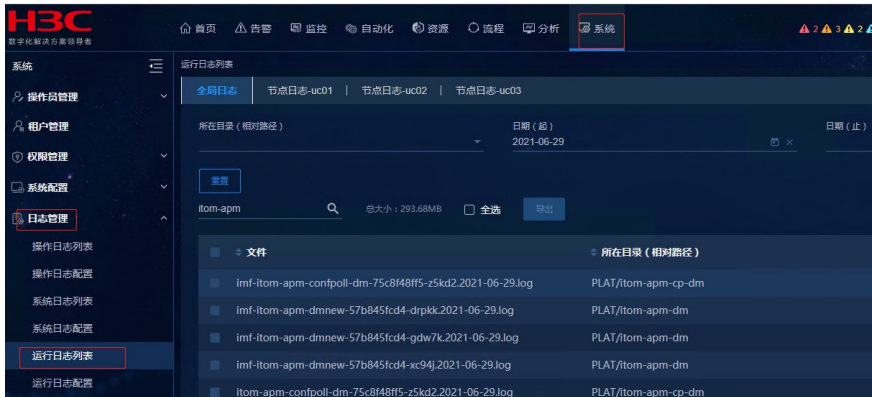 H3C
数字化解决方案领导者
首页 告警 监控 自动化 资源 流程 分析 系统 2 3 2
系统
操作员管理
租户管理
权限管理
系统配置
日志管理
操作日志列表
操作日志配置
系统日志列表
系统日志配置
运行日志列表
运行日志配置
运行日志列表
全局日志 节点日志-uc01 | 节点日志-uc02 | 节点日志-uc03
所在目录（相对路径） 日期（起） 日期（止）
2021-06-29
重置
itom-apm 总大小：293.68MB 全选 导出
文件 所在目录（相对路径）
imf-itom-apm-confpoll-dm-75c8f48ff5-z5kd2.2021-06-29.log PLAT/itom-apm-cp-dm
imf-itom-apm-dmnew-57b845fcd4-drpkk.2021-06-29.log PLAT/itom-apm-dm
imf-itom-apm-dmnew-57b845fcd4-gdw7k.2021-06-29.log PLAT/itom-apm-dm
imf-itom-apm-dmnew-57b845fcd4-xc94j.2021-06-29.log PLAT/itom-apm-dm
itom-apm-confpoll-dm-75c8f48ff5-z5kd2.2021-06-29.log PLAT/itom-apm-cp-dm